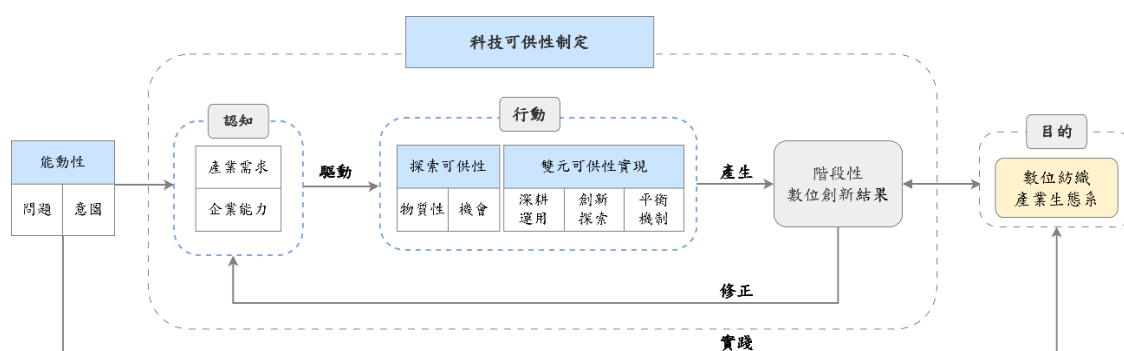 科技可供性制定
認知
行動
目的
能動性
問題
意圖
產業需求
企業能力
驅動
探索可供性
物質性
機會
雙元可供性實現
深耕
運用
創新
探索
平衡
機制
產生
階段性
數位創新結果
數位紡織
產業生態系
修正
實踐